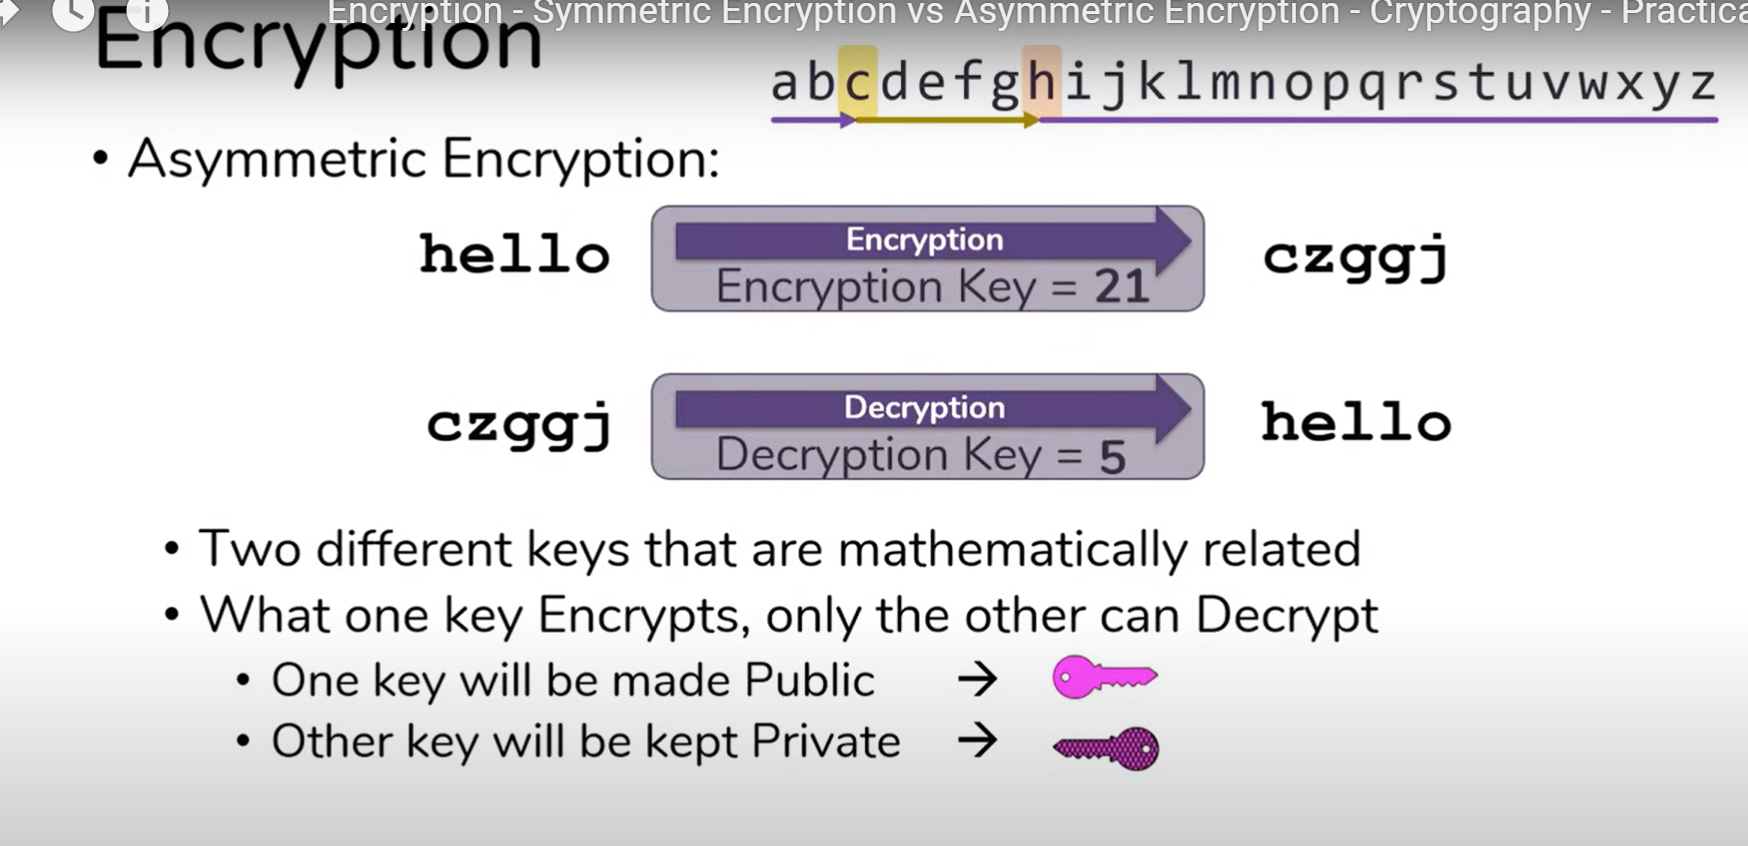 Encryption - Symmetric Encryption vs Asymmetric Encryption - Cryptography - Practica
Encryption
abcdefghijklmnopqrstuvwxyz
• Asymmetric Encryption:
hello
Encryption
Encryption Key = 21
czggj
czggj
Decryption
Decryption Key = 5
hello
• Two different keys that are mathematically related
• What one key Encrypts, only the other can Decrypt
• One key will be made Public →
• Other key will be kept Private →